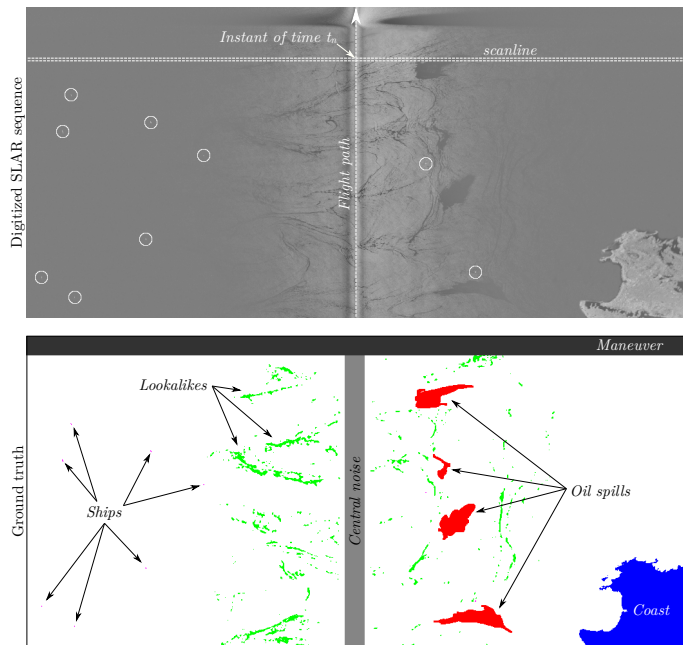 Instant of time tn
scanline
Digitized SLAR sequence
Flight path
Maneuver
Lookalikes
Ground truth
Ships
Central noise
Oil spills
Coast